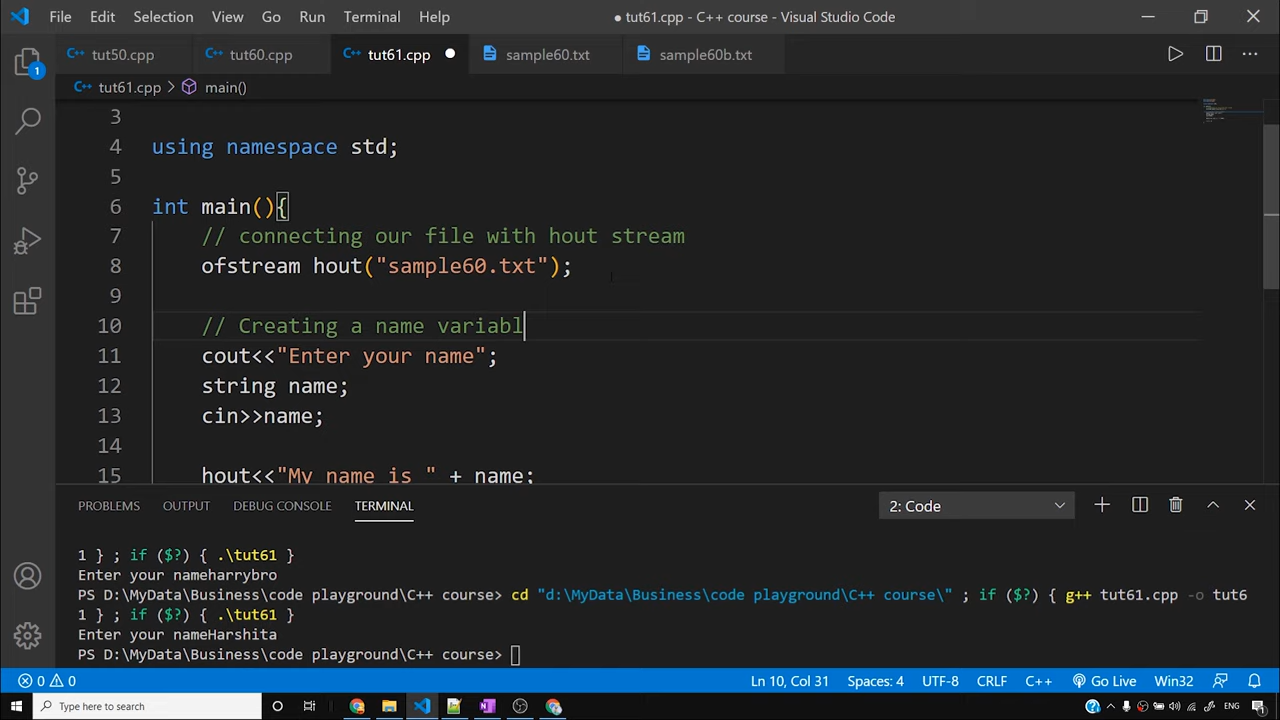 File Edit Selection View Go Run Terminal Help
● tut61.cpp - C++ course - Visual Studio Code
tut50.cpp
tut60.cpp
tut61.cpp ●
sample60.txt
sample60b.txt
tut61.cpp > main()
3
4 using namespace std;
5
6 int main(){
7 // connecting our file with hout stream
8 ofstream hout("sample60.txt");
9
10 // Creating a name variabl
11 cout<<"Enter your name";
12 string name;
13 cin>>name;
14
15 hout<<"My name is " + name;
PROBLEMS OUTPUT DEBUG CONSOLE TERMINAL
2: Code
1 } ; if ($?) { .\tut61 }
Enter your nameharrybro
PS D:\MyData\Business\code playground\C++ course> cd "d:\MyData\Business\code playground\C++ course\" ; if ($?) { g++ tut61.cpp -o tut6
1 } ; if ($?) { .\tut61 }
Enter your nameHarshita
PS D:\MyData\Business\code playground\C++ course>
0 0 Ln 10, Col 31 Spaces: 4 UTF-8 CRLF C++ Go Live Win32
Type here to search
ENG